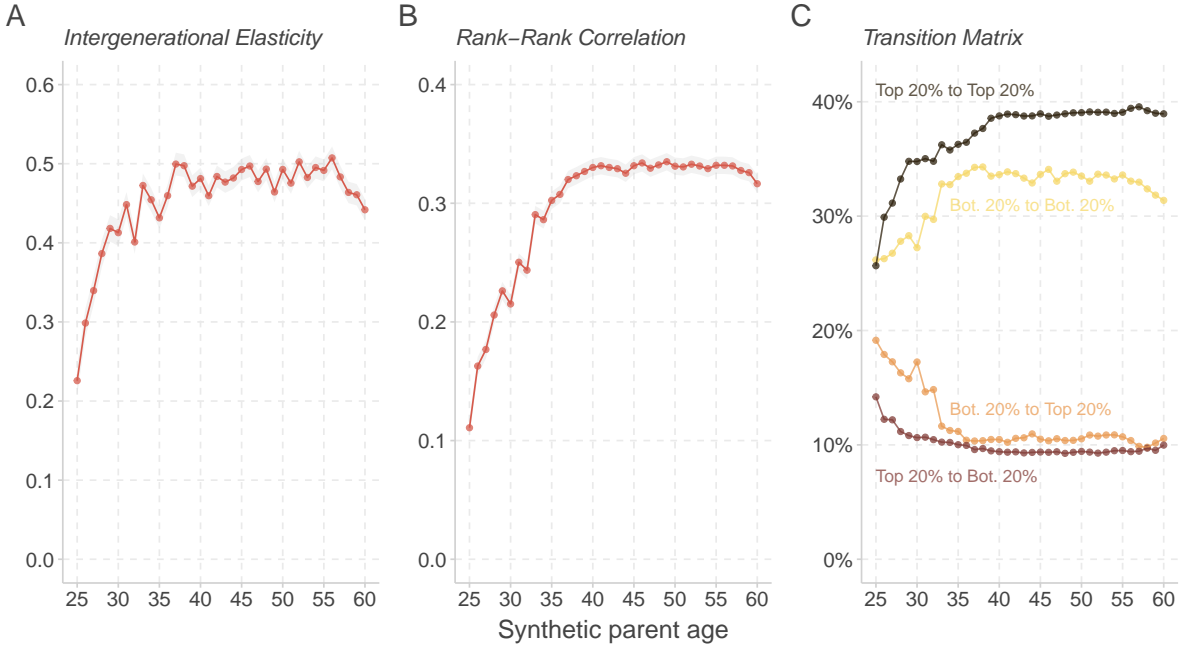 A
Intergenerational Elasticity
0.6
0.5
0.4
0.3
0.2
0.1
0.0
25 30 35 40 45 50 55 60
B
Rank−Rank Correlation
0.4
0.3
0.2
0.1
0.0
25 30 35 40 45 50 55 60
Synthetic parent age
C
Transition Matrix
40%
30%
20%
10%
0%
Top 20% to Top 20%
Bot. 20% to Bot. 20%
Bot. 20% to Top 20%
Top 20% to Bot. 20%
25 30 35 40 45 50 55 60